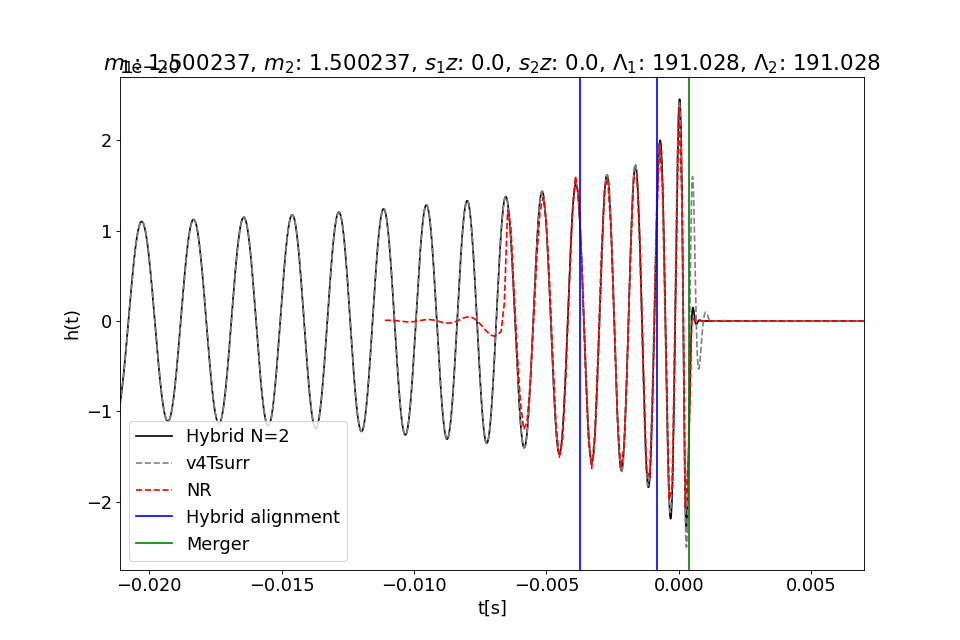 m₁: 1.500237, m₂: 1.500237, s₁z: 0.0, s₂z: 0.0, Λ₁: 191.028, Λ₂: 191.028
1e−20
h(t)
2
1
0
−1
−2
Hybrid N=2
v4Tsurr
NR
Hybrid alignment
Merger
−0.020 −0.015 −0.010 −0.005 0.000 0.005
t[s]